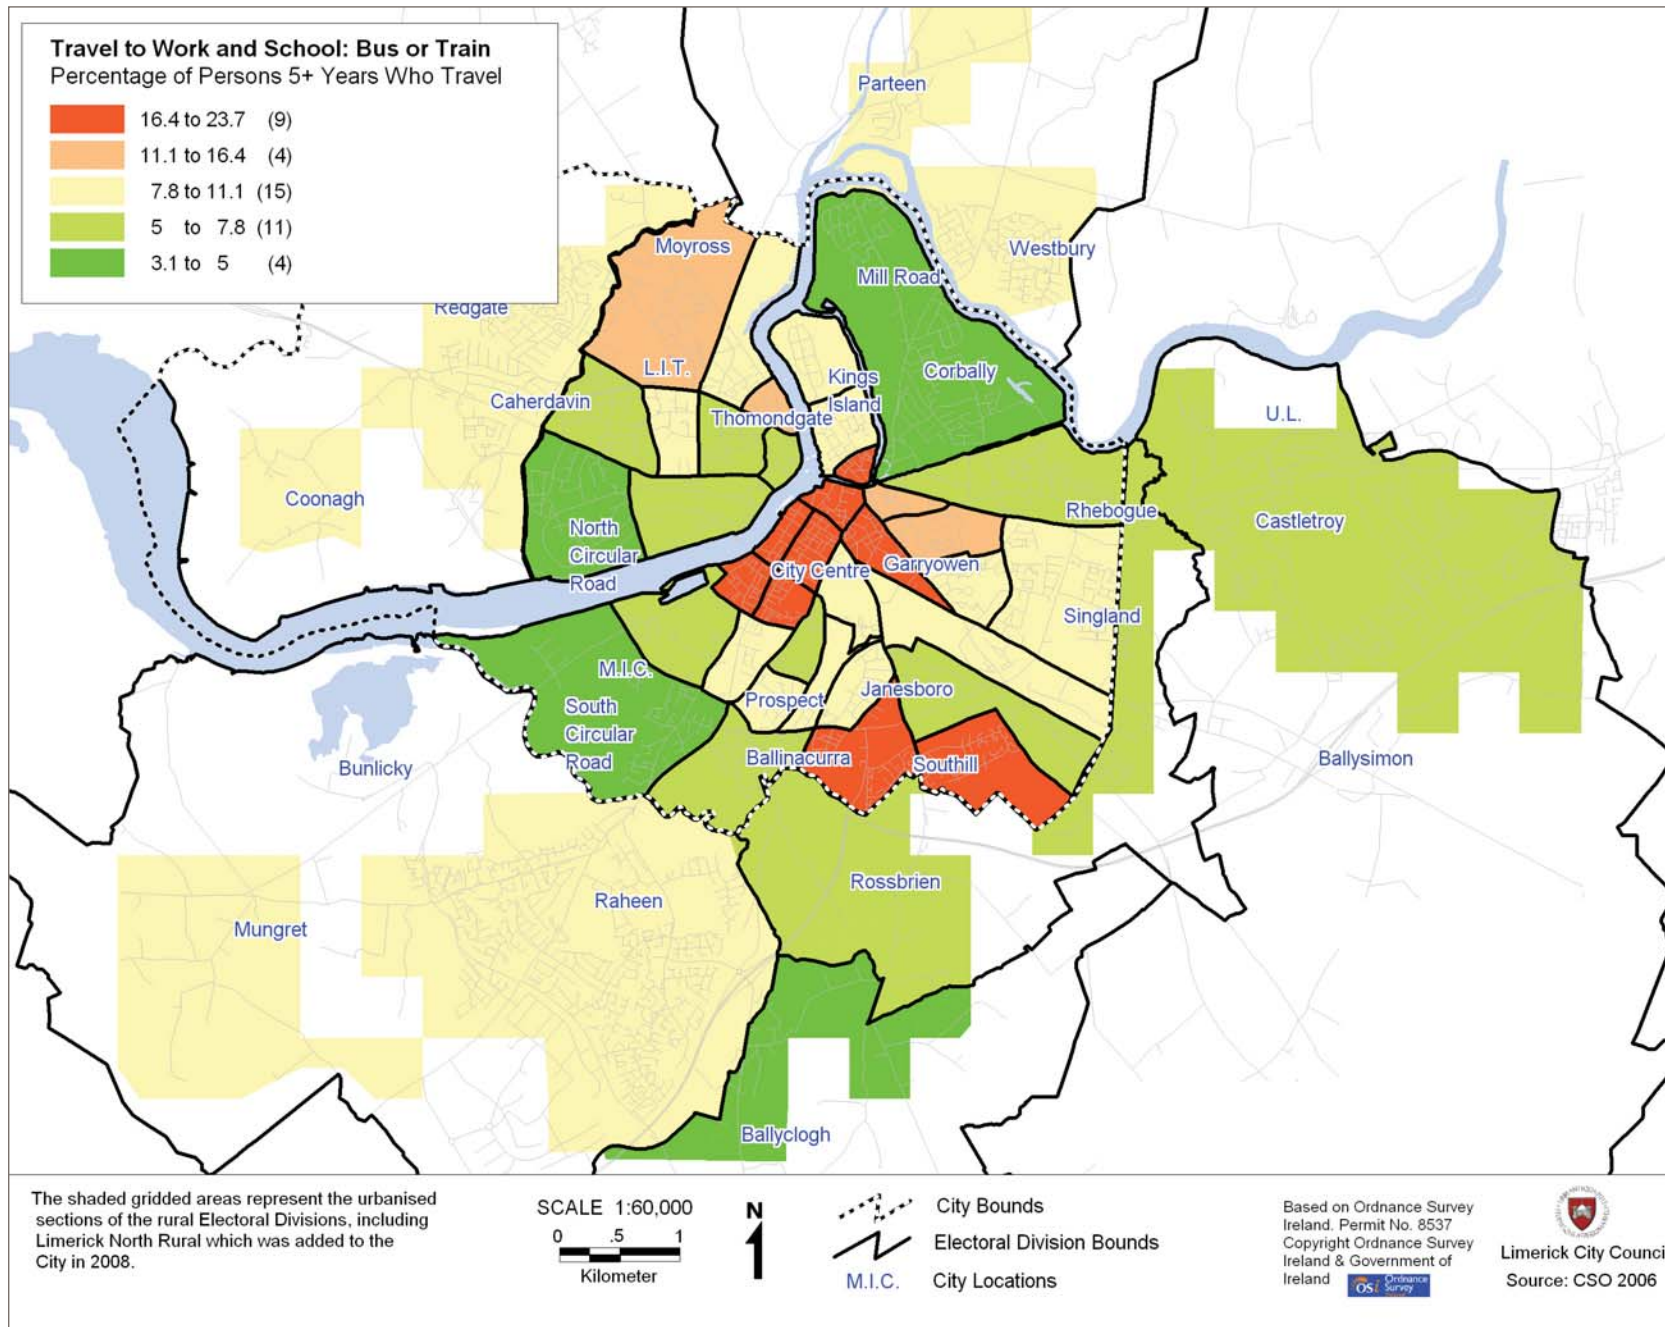 Travel to Work and School: Bus or Train
Percentage of Persons 5+ Years Who Travel
16.4 to 23.7 (9)
11.1 to 16.4 (4)
7.8 to 11.1 (15)
5 to 7.8 (11)
3.1 to 5 (4)
Parteen
Moyross
Westbury
Mill Road
Redgate
L.I.T.
Corbally
Kings
Island
Caherdavin
Thomondgate
U.L.
Coonagh
Rhebogue
Castletroy
North
Circular
Road
City Centre
Garryowen
Singland
M.I.C.
Prospect
Janesboro
South
Circular
Road
Ballinacurra
Southill
Ballysimon
Bunlicky
Rossbrien
Raheen
Mungret
Ballyclogh
The shaded gridded areas represent the urbanised
sections of the rural Electoral Divisions, including
Limerick North Rural which was added to the
City in 2008.
SCALE 1:60,000
0 .5 1
Kilometer
N
City Bounds
Electoral Division Bounds
M.I.C. City Locations
Based on Ordnance Survey
Ireland. Permit No. 8537
Copyright Ordnance Survey
Ireland & Government of
Ireland
OSi Ordnance
Survey
Limerick City Counci
Source: CSO 2006